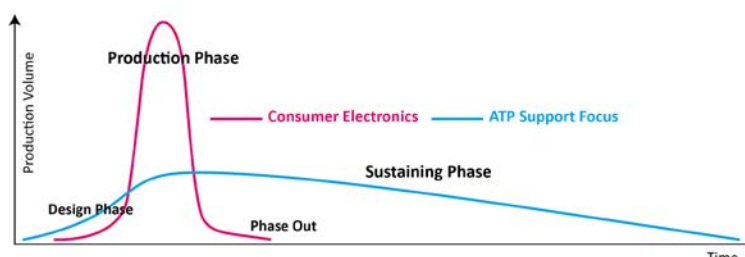 Production Phase
Production Volume
Consumer Electronics
ATP Support Focus
Sustaining Phase
Design Phase
Phase Out
Time